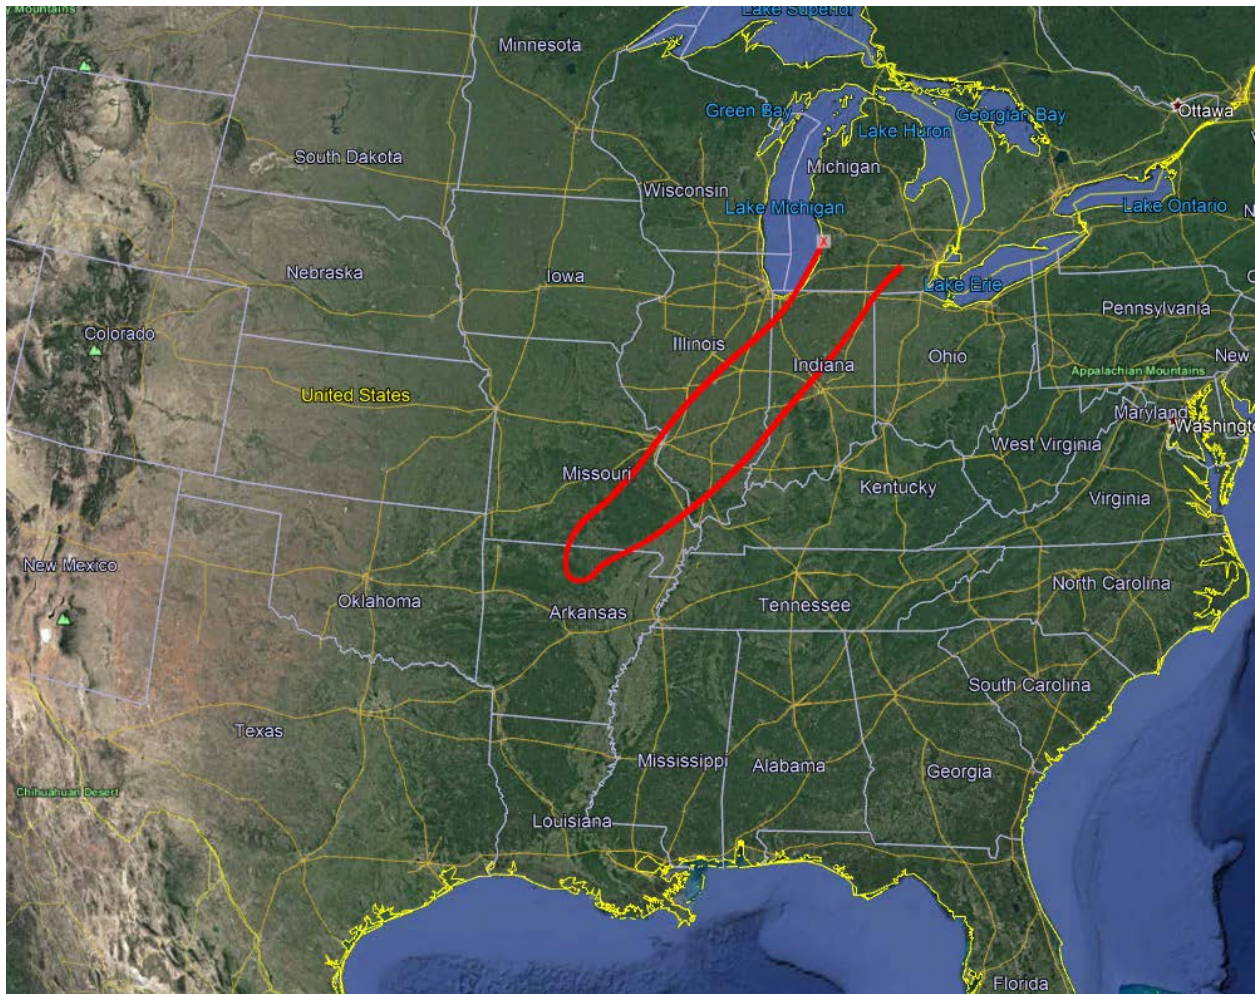 Lake Superior
y Mountains
Minnesota
Green Bay
Georgian Bay
Ottawa
Lake Huron
South Dakota
Michigan
Wisconsin
Lake Michigan
Lake Ontario
N
X
Nebraska
Iowa
Lake Erie
C
Pennsylvania
Colorado
Illinois
Indiana
Ohio
New
Appalachian Mountains
United States
Maryland
Washingto
West Virginia
Missouri
Kentucky
Virginia
New Mexico
North Carolina
Oklahoma
Arkansas
Tennessee
South Carolina
Texas
Mississippi
Alabama
Georgia
Chihuahuan Desert
Louisiana
Florida